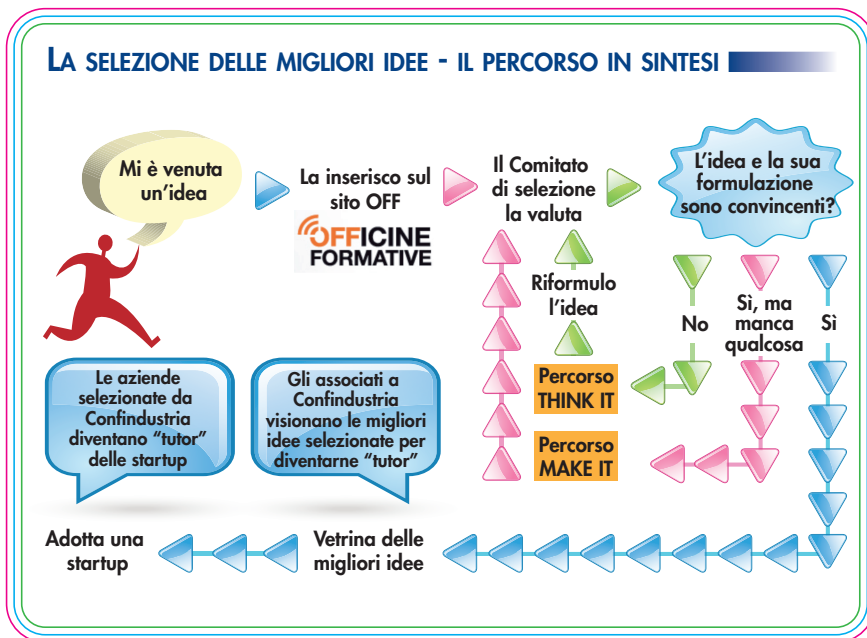 LA SELEZIONE DELLE MIGLIORI IDEE - IL PERCORSO IN SINTESI
Mi è venuta
un'idea
La inserisco sul
sito OFF
OFFICINE
FORMATIVE
Il Comitato
di selezione
la valuta
L'idea e la sua
formulazione
sono convincenti?
Riformulo
l'idea
No
Sì, ma
manca
qualcosa
Sì
Percorso
THINK IT
Percorso
MAKE IT
Le aziende
selezionate da
Confindustria
diventano "tutor"
delle startup
Gli associati a
Confindustria
visionano le migliori
idee selezionate per
diventarne "tutor"
Adotta una
startup
Vetrina delle
migliori idee